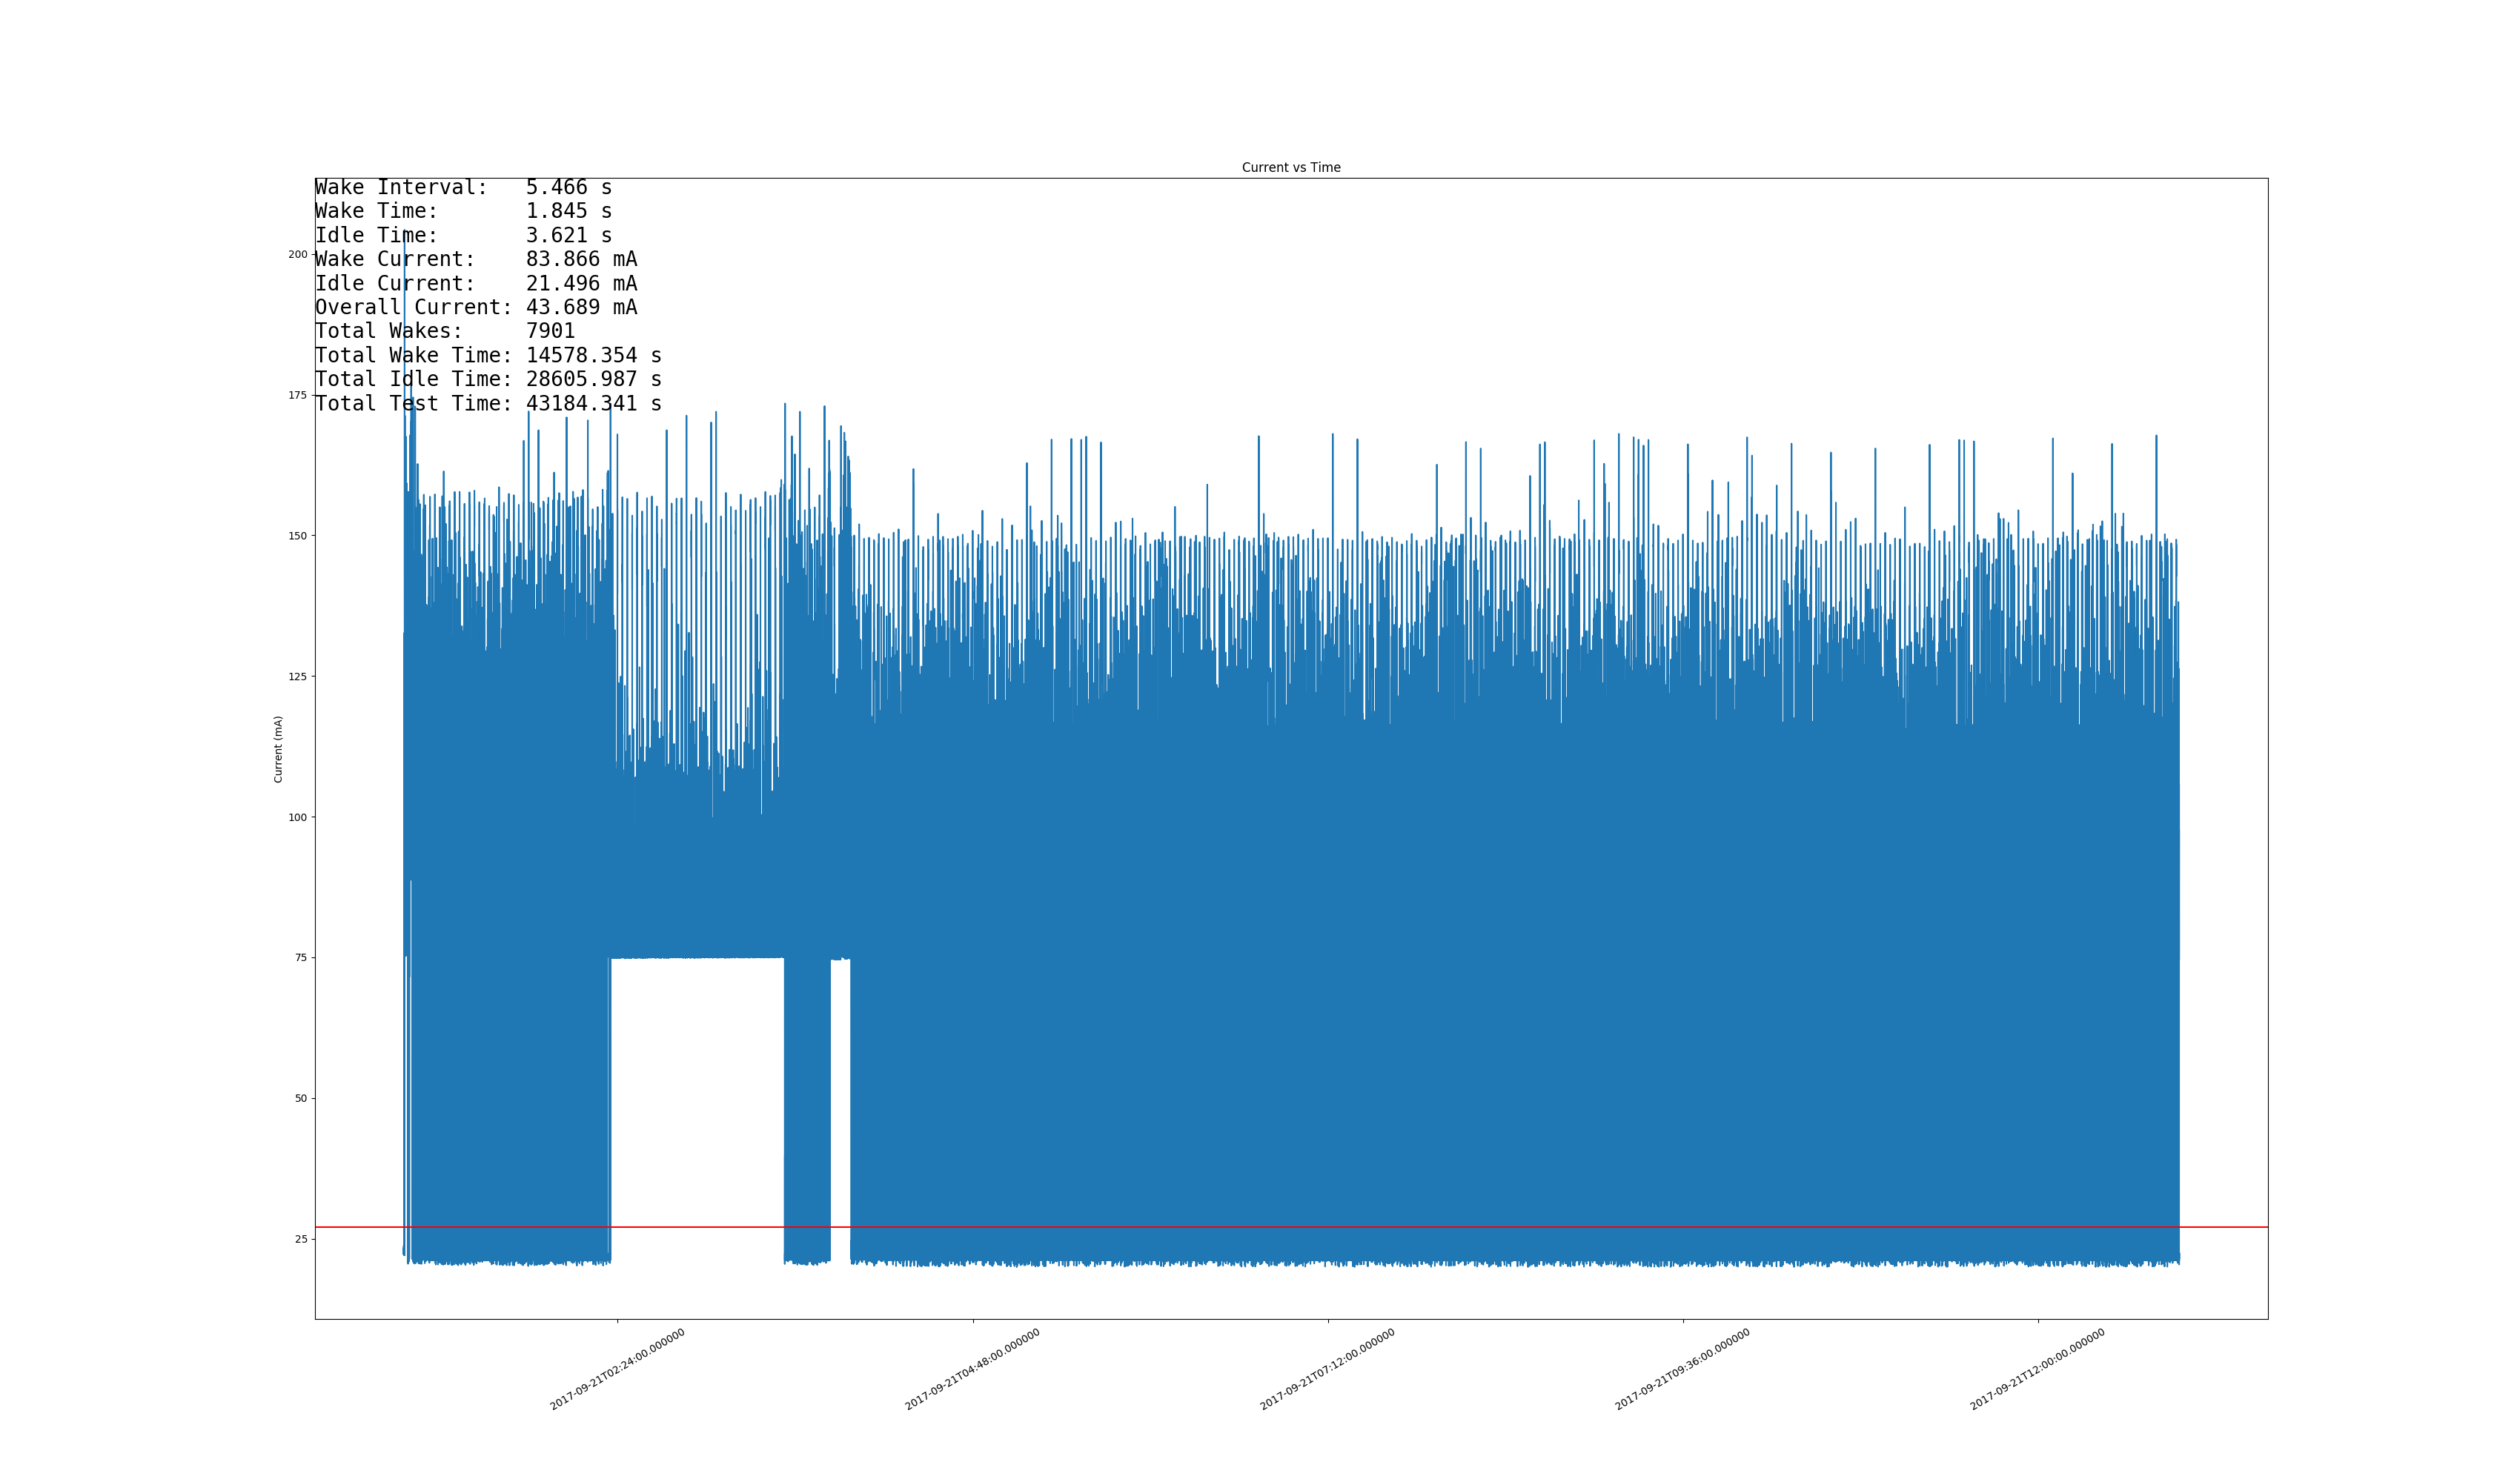 Current vs Time
Wake Interval:   5.466 s
Wake Time:       1.845 s
Idle Time:       3.621 s
Wake Current:    83.866 mA
Idle Current:    21.496 mA
Overall Current: 43.689 mA
Total Wakes:     7901
Total Wake Time: 14578.354 s
Total Idle Time: 28605.987 s
Total Test Time: 43184.341 s
200
175
150
125
100
75
50
25
Current (mA)
2017-09-21T02:24:00.000000
2017-09-21T04:48:00.000000
2017-09-21T07:12:00.000000
2017-09-21T09:36:00.000000
2017-09-21T12:00:00.000000